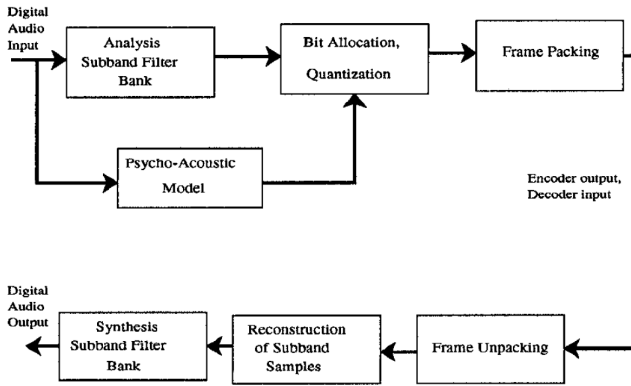 Digital
Audio
Input
Analysis
Subband Filter
Bank
Bit Allocation,
Quantization
Frame Packing
Psycho-Acoustic
Model
Encoder output,
Decoder input
Digital
Audio
Output
Synthesis
Subband Filter
Bank
Reconstruction
of Subband
Samples
Frame Unpacking